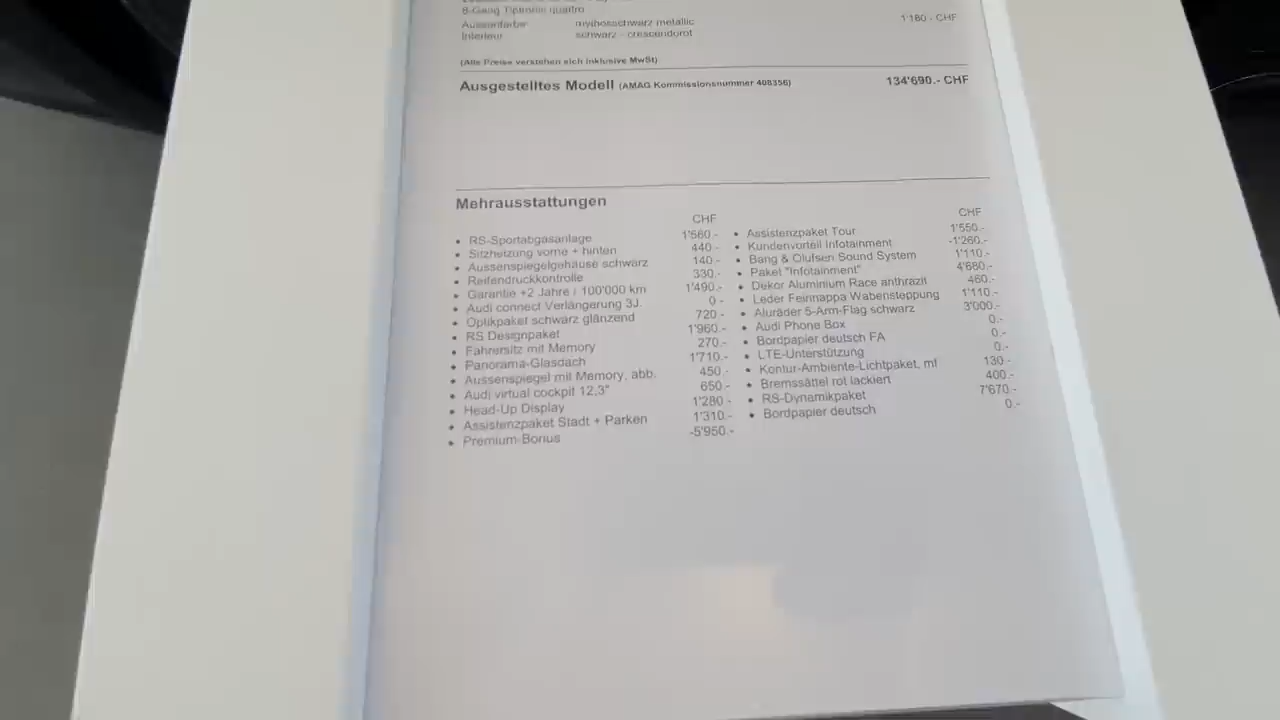 8-Gang Tiptronic quattro
Aussenfarbe mythosschwarz metallic 1'180.- CHF
Interieur schwarz - crescendorot
(Alle Preise verstehen sich inklusive MwSt)
Ausgestelltes Modell (AMAG Kommissionsnummer 408356) 134'690.- CHF
Mehrausstattungen
CHF
• RS-Sportabgasanlage 1'560.-
• Sitzheizung vorne + hinten 440.-
• Aussenspiegelgehäuse schwarz 140.-
• Reifendruckkontrolle 330.-
• Garantie +2 Jahre / 100'000 km 1'490.-
• Audi connect Verlängerung 3J. 0.-
• Optikpaket schwarz glänzend 720.-
• RS Designpaket 1'960.-
• Fahrersitz mit Memory 270.-
• Panorama-Glasdach 1'710.-
• Aussenspiegel mit Memory, abb. 450.-
• Audi virtual cockpit 12,3" 650.-
• Head-Up Display 1'280.-
• Assistenzpaket Stadt + Parken 1'310.-
• Premium-Bonus -5'950.-
CHF
• Assistenzpaket Tour 1'550.-
• Kundenvorteil Infotainment -1'260.-
• Bang & Olufsen Sound System 1'110.-
• Paket "Infotainment" 4'680.-
• Dekor Aluminium Race anthrazit 460.-
• Leder Feinnappa Wabensteppung 1'110.-
• Aluräder 5-Arm-Flag schwarz 3'000.-
• Audi Phone Box 0.-
• Bordpapier deutsch FA 0.-
• LTE-Unterstützung 0.-
• Kontur-Ambiente-Lichtpaket, mf 130.-
• Bremssättel rot lackiert 400.-
• RS-Dynamikpaket 7'670.-
• Bordpapier deutsch 0.-